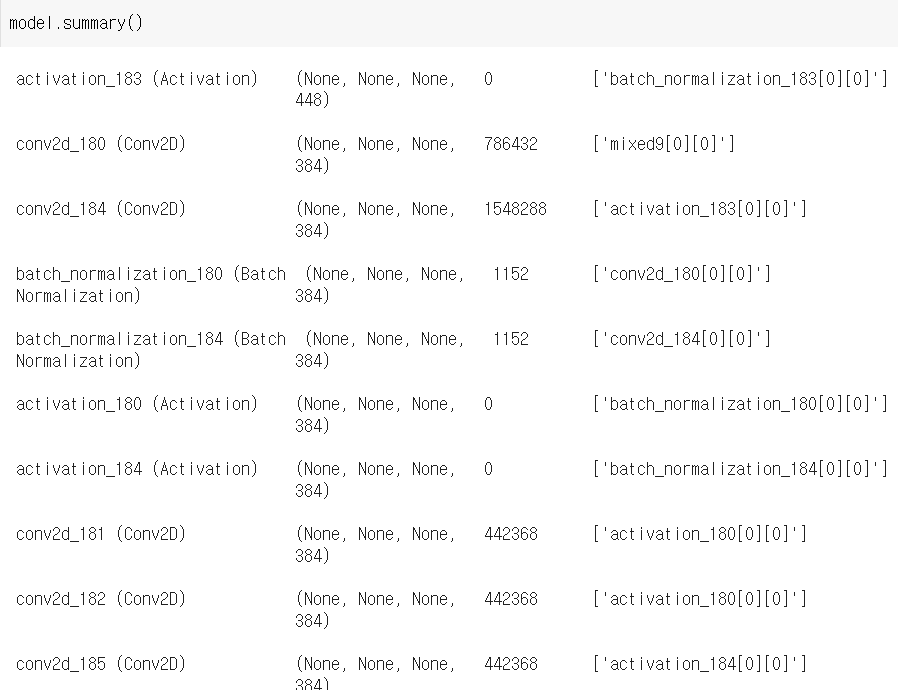 model.summary()
activation_183 (Activation) (None, None, None, 0 ['batch_normalization_183[0][0]']
448)
conv2d_180 (Conv2D) (None, None, None, 786432 ['mixed9[0][0]']
384)
conv2d_184 (Conv2D) (None, None, None, 1548288 ['activation_183[0][0]']
384)
batch_normalization_180 (Batch (None, None, None, 1152 ['conv2d_180[0][0]']
Normalization) 384)
batch_normalization_184 (Batch (None, None, None, 1152 ['conv2d_184[0][0]']
Normalization) 384)
activation_180 (Activation) (None, None, None, 0 ['batch_normalization_180[0][0]']
384)
activation_184 (Activation) (None, None, None, 0 ['batch_normalization_184[0][0]']
384)
conv2d_181 (Conv2D) (None, None, None, 442368 ['activation_180[0][0]']
384)
conv2d_182 (Conv2D) (None, None, None, 442368 ['activation_180[0][0]']
384)
conv2d_185 (Conv2D) (None, None, None, 442368 ['activation_184[0][0]']
384)